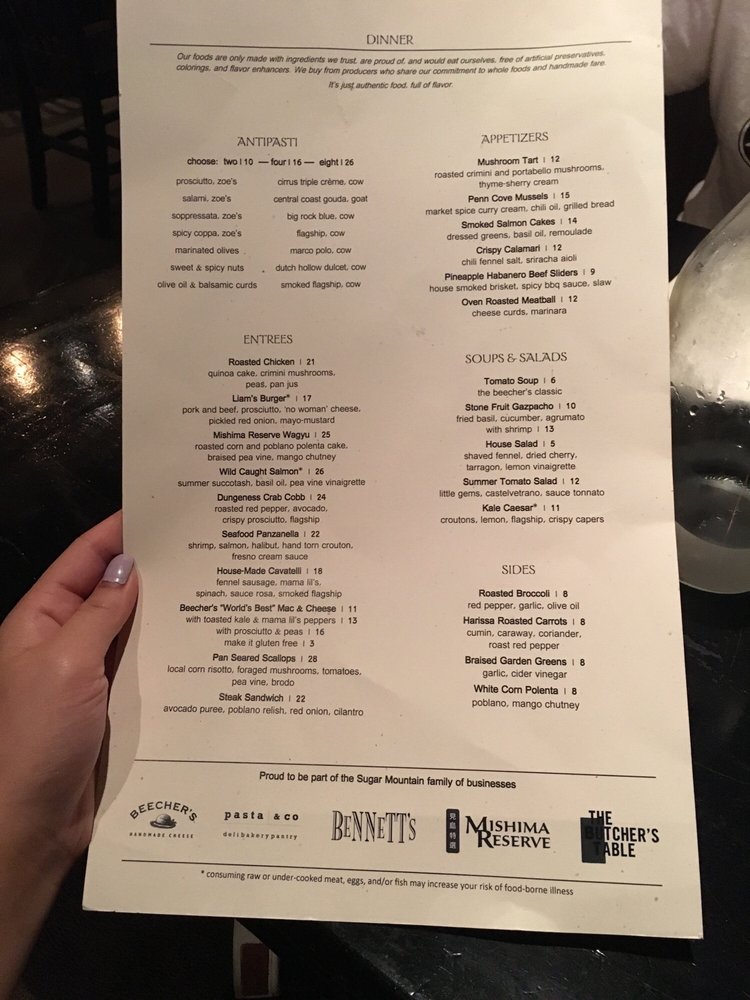 DINNER
Our foods are only made with ingredients we trust, are proud of, and would eat ourselves, free of artificial preservatives,
colorings, and flavor enhancers. We buy from producers who share our commitment to whole foods and handmade fare.
It's just authentic food, full of flavor.
ANTIPASTI
choose: two | 10 — four | 16 — eight | 26
prosciutto, zoe's
cirrus triple crème, cow
salami, zoe's
central coast gouda, goat
soppressata, zoe's
big rock blue, cow
spicy coppa, zoe's
flagship, cow
marinated olives
marco polo, cow
sweet & spicy nuts
dutch hollow dulcet, cow
olive oil & balsamic curds
smoked flagship, cow
ENTREES
Roasted Chicken | 21
quinoa cake, crimini mushrooms,
peas, pan jus
Liam's Burger* | 17
pork and beef, prosciutto, 'no woman' cheese,
pickled red onion, mayo-mustard
Mishima Reserve Wagyu | 25
roasted corn and poblano polenta cake,
braised pea vine, mango chutney
Wild Caught Salmon* | 26
summer succotash, basil oil, pea vine vinaigrette
Dungeness Crab Cobb | 24
roasted red pepper, avocado,
crispy prosciutto, flagship
Seafood Panzanella | 22
shrimp, salmon, halibut, hand torn crouton,
fresno cream sauce
House-Made Cavatelli | 18
fennel sausage, mama lil's,
spinach, sauce rosa, smoked flagship
Beecher's "World's Best" Mac & Cheese | 11
with toasted kale & mama lil's peppers | 13
with prosciutto & peas | 16
make it gluten free | 3
Pan Seared Scallops | 28
local corn risotto, foraged mushrooms, tomatoes,
pea vine, brodo
Steak Sandwich | 22
avocado puree, poblano relish, red onion, cilantro
APPETIZERS
Mushroom Tart | 12
roasted crimini and portabello mushrooms,
thyme-sherry cream
Penn Cove Mussels | 15
market spice curry cream, chili oil, grilled bread
Smoked Salmon Cakes | 14
dressed greens, basil oil, remoulade
Crispy Calamari | 12
chili fennel salt, sriracha aioli
Pineapple Habanero Beef Sliders | 9
house smoked brisket, spicy bbq sauce, slaw
Oven Roasted Meatball | 12
cheese curds, marinara
SOUPS & SALADS
Tomato Soup | 6
the beecher's classic
Stone Fruit Gazpacho | 10
fried basil, cucumber, agrumato
with shrimp | 13
House Salad | 5
shaved fennel, dried cherry,
tarragon, lemon vinaigrette
Summer Tomato Salad | 12
little gems, castelvetrano, sauce tonnato
Kale Caesar* | 11
croutons, lemon, flagship, crispy capers
SIDES
Roasted Broccoli | 8
red pepper, garlic, olive oil
Harissa Roasted Carrots | 8
cumin, caraway, coriander,
roast red pepper
Braised Garden Greens | 8
garlic, cider vinegar
White Corn Polenta | 8
poblano, mango chutney
Proud to be part of the Sugar Mountain family of businesses
BEECHER'S
HANDMADE CHEESE
pasta & co
deli bakery pantry
BENNETT'S
見島特選
MISHIMA
RESERVE
THE
BUTCHER'S
TABLE
* consuming raw or under-cooked meat, eggs, and/or fish may increase your risk of food-borne illness